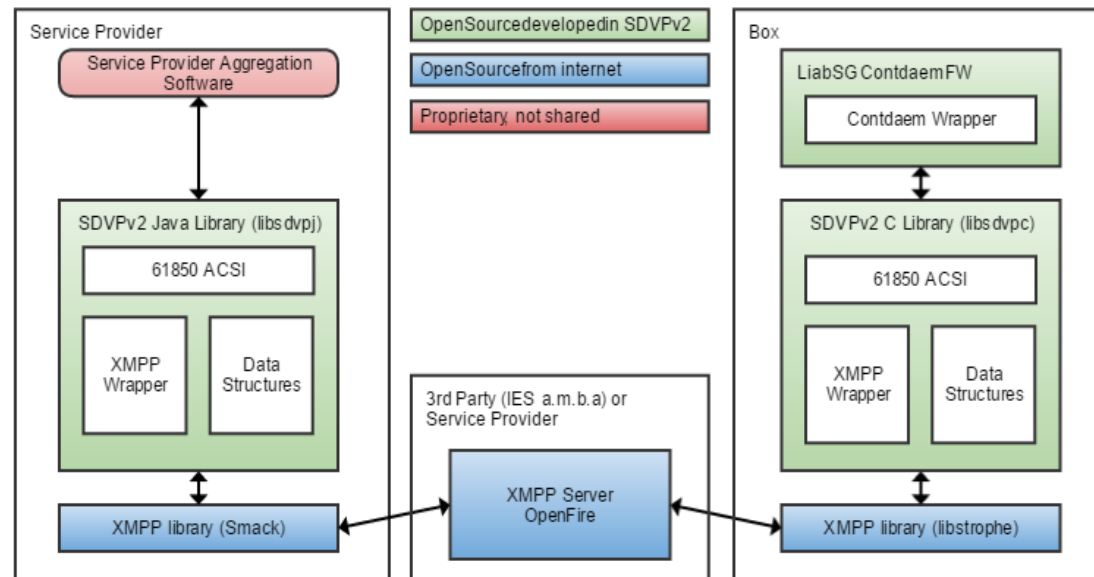 Service Provider
Service Provider Aggregation
Software
SDVPv2 Java Library (libsdvpj)
61850 ACSI
XMPP
Wrapper
Data
Structures
XMPP library (Smack)
OpenSourcedevelopedin SDVPv2
OpenSourcefrom internet
Proprietary, not shared
3rd Party (IES a.m.b.a) or
Service Provider
XMPP Server
OpenFire
Box
LiabSG ContdaemFW
Contdaem Wrapper
SDVPv2 C Library (libsdvpc)
61850 ACSI
XMPP
Wrapper
Data
Structures
XMPP library (libstrophe)